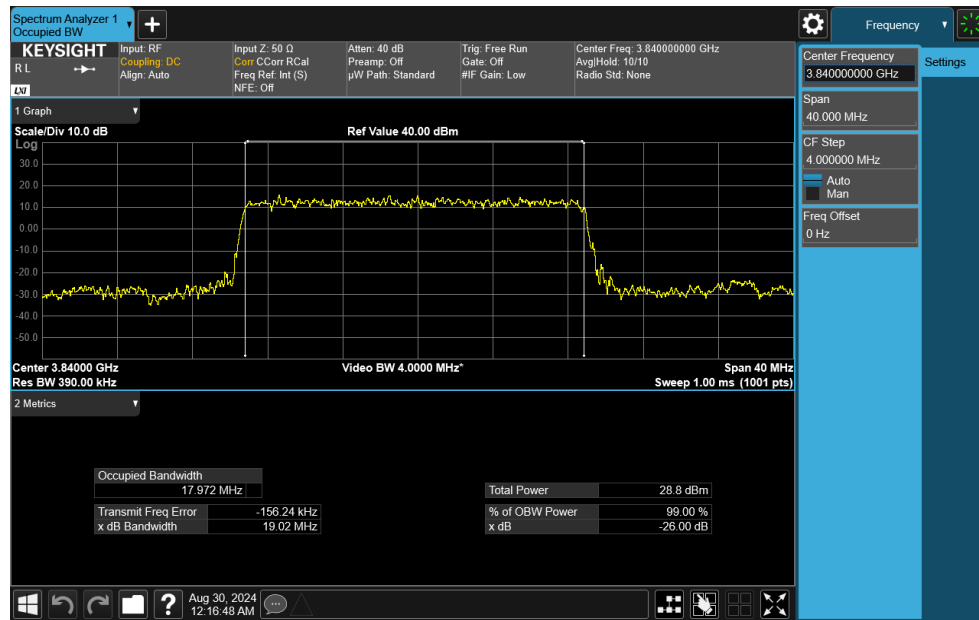 Spectrum Analyzer 1
Occupied BW
Frequency
KEYSIGHT
RL
LXI
Input: RF
Coupling: DC
Align: Auto
Input Z: 50 Ω
Corr CCorr RCal
Freq Ref: Int (S)
NFE: Off
Atten: 40 dB
Preamp: Off
µW Path: Standard
Trig: Free Run
Gate: Off
#IF Gain: Low
Center Freq: 3.840000000 GHz
Avg|Hold: 10/10
Radio Std: None
Center Frequency
3.840000000 GHz
Settings
Span
40.000 MHz
CF Step
4.000000 MHz
Auto
Man
Freq Offset
0 Hz
1 Graph
Scale/Div 10.0 dB
Ref Value 40.00 dBm
Log
30.0
20.0
10.0
0.00
-10.0
-20.0
-30.0
-40.0
-50.0
Center 3.84000 GHz
Video BW 4.0000 MHz*
Span 40 MHz
Res BW 390.00 kHz
Sweep 1.00 ms (1001 pts)
2 Metrics
Occupied Bandwidth
17.972 MHz
Total Power 28.8 dBm
Transmit Freq Error -156.24 kHz
% of OBW Power 99.00 %
x dB Bandwidth 19.02 MHz
x dB -26.00 dB
?
Aug 30, 2024
12:16:48 AM